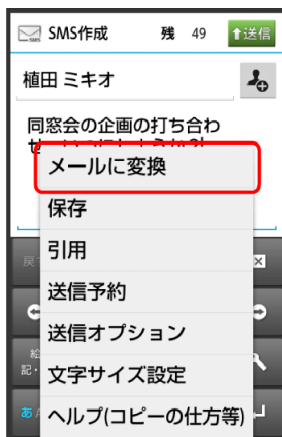 SMS作成 残 49 送信
植田 ミキオ
同窓会の企画の打ち合わ
メールに変換
保存
引用
送信予約
送信オプション
文字サイズ設定
ヘルプ(コピーの仕方等)